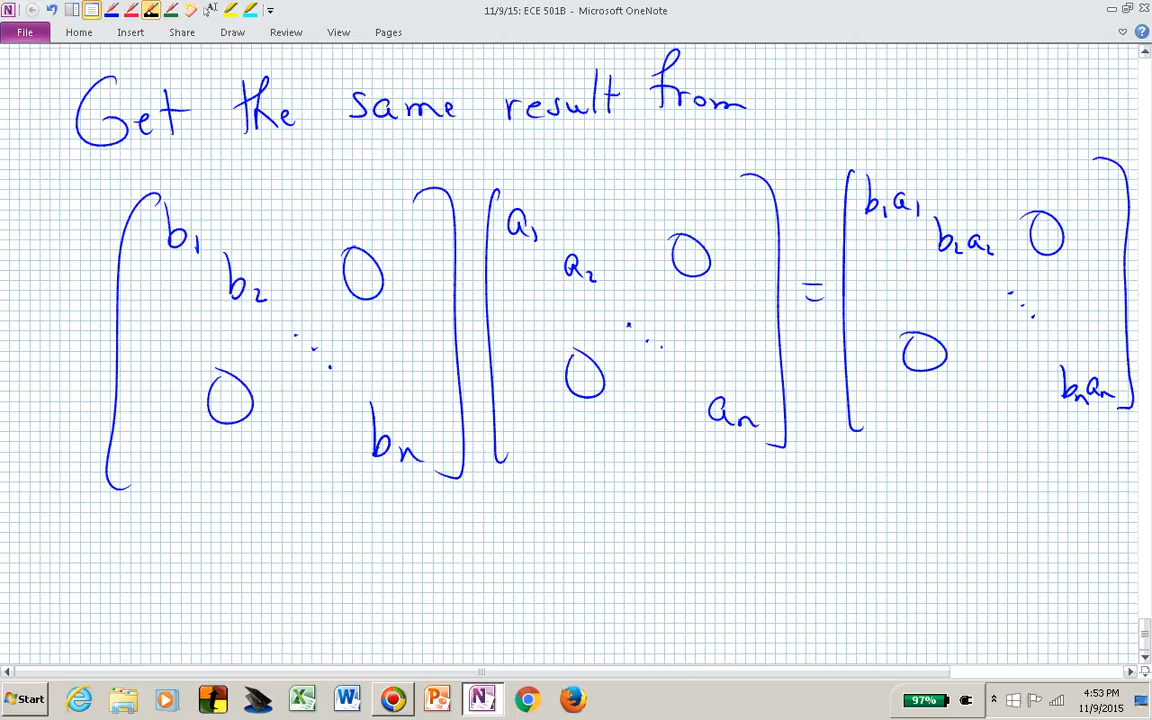 11/9/15: ECE 501B - Microsoft OneNote
File Home Insert Share Draw Review View Pages
Get the same result from
[b₁ b₂ ⋱ bₙ 0 0] [a₁ a₂ ⋱ aₙ 0 0] = [b₁a₁ b₂a₂ ⋱ bₙaₙ 0 0]
Start 97% 4:53 PM
11/9/2015